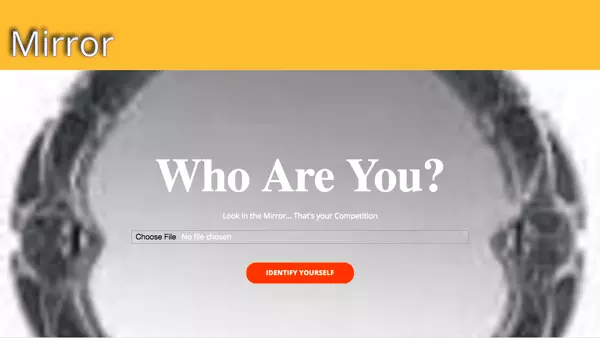 Mirror
Who Are You?
Look in the Mirror... That's your Competition
Choose File No file chosen
IDENTIFY YOURSELF